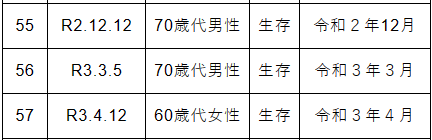 55 R2.12.12 70歳代男性 生存 令和２年12月
56 R3.3.5 70歳代男性 生存 令和３年３月
57 R3.4.12 60歳代女性 生存 令和３年４月